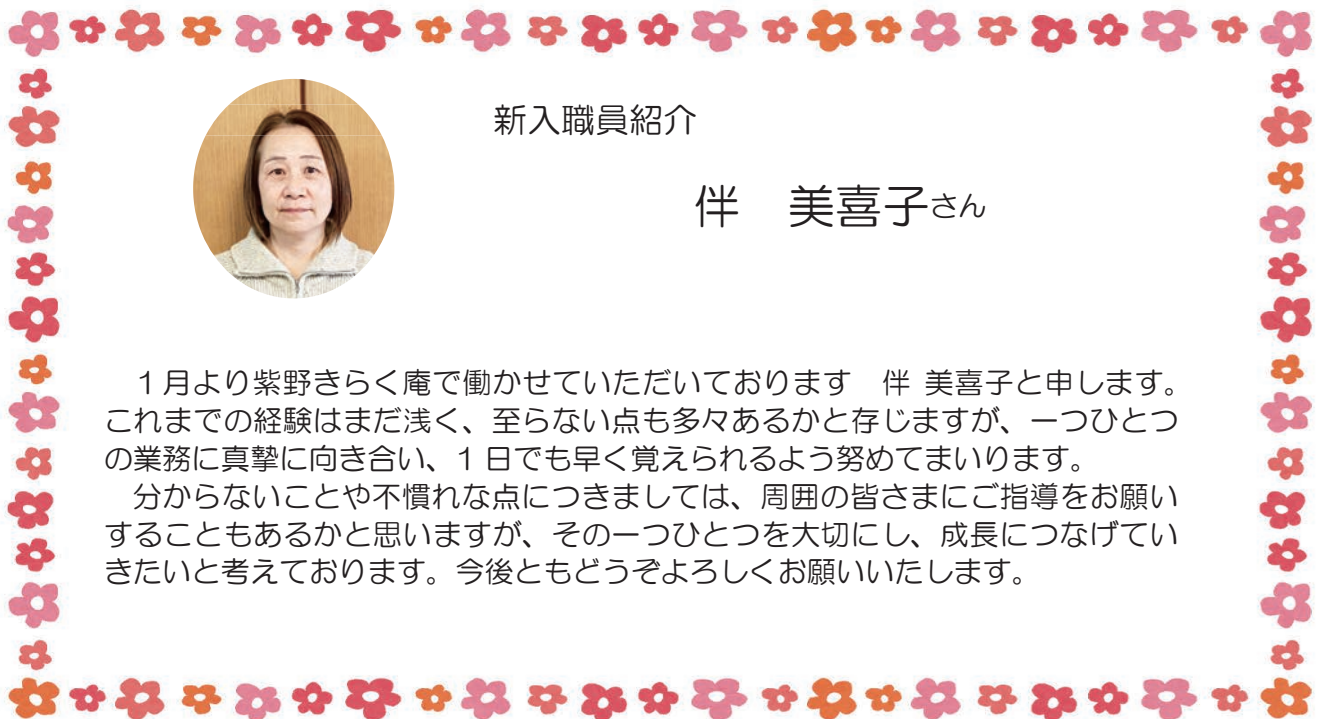 新入職員紹介
伴　美喜子さん
　1月より紫野きらく庵で働かせていただいております　伴 美喜子と申します。
これまでの経験はまだ浅く、至らない点も多々あるかと存じますが、一つひとつ
の業務に真摯に向き合い、1日でも早く覚えられるよう努めてまいります。
　分からないことや不慣れな点につきましては、周囲の皆さまにご指導をお願い
することもあるかと思いますが、その一つひとつを大切にし、成長につなげてい
きたいと考えております。今後ともどうぞよろしくお願いいたします。